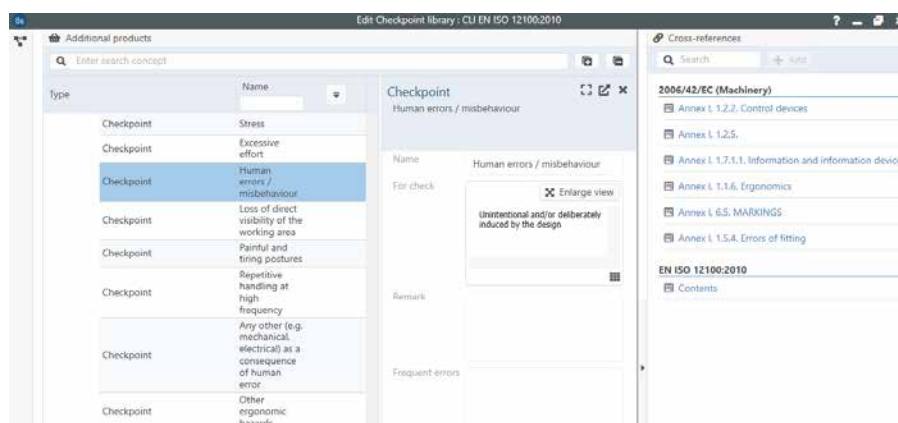 Edit Checkpoint library : CLI EN ISO 12100:2010
?
Additional products
Enter search concept
Type
Name
Checkpoint
Stress
Checkpoint
Excessive
effort
Checkpoint
Human
errors /
misbehaviour
Checkpoint
Loss of direct
visibility of the
working area
Checkpoint
Painful and
tiring postures
Checkpoint
Repetitive
handling at
high
frequency
Checkpoint
Any other (e.g.
mechanical,
electrical) as a
consequence
of human
error
Checkpoint
Other
ergonomic
hazards
Checkpoint
Human errors / misbehaviour
Name
Human errors / misbehaviour
For check
Enlarge view
Unintentional and/or deliberately
induced by the design
Remark
Frequent errors
Cross-references
Search
Add
2006/42/EC (Machinery)
Annex I, 1.2.2. Control devices
Annex I, 1.2.5.
Annex I, 1.7.1.1. Information and information devic
Annex I, 1.1.6. Ergonomics
Annex I, 6.5. MARKINGS
Annex I, 1.5.4. Errors of fitting
EN ISO 12100:2010
Contents